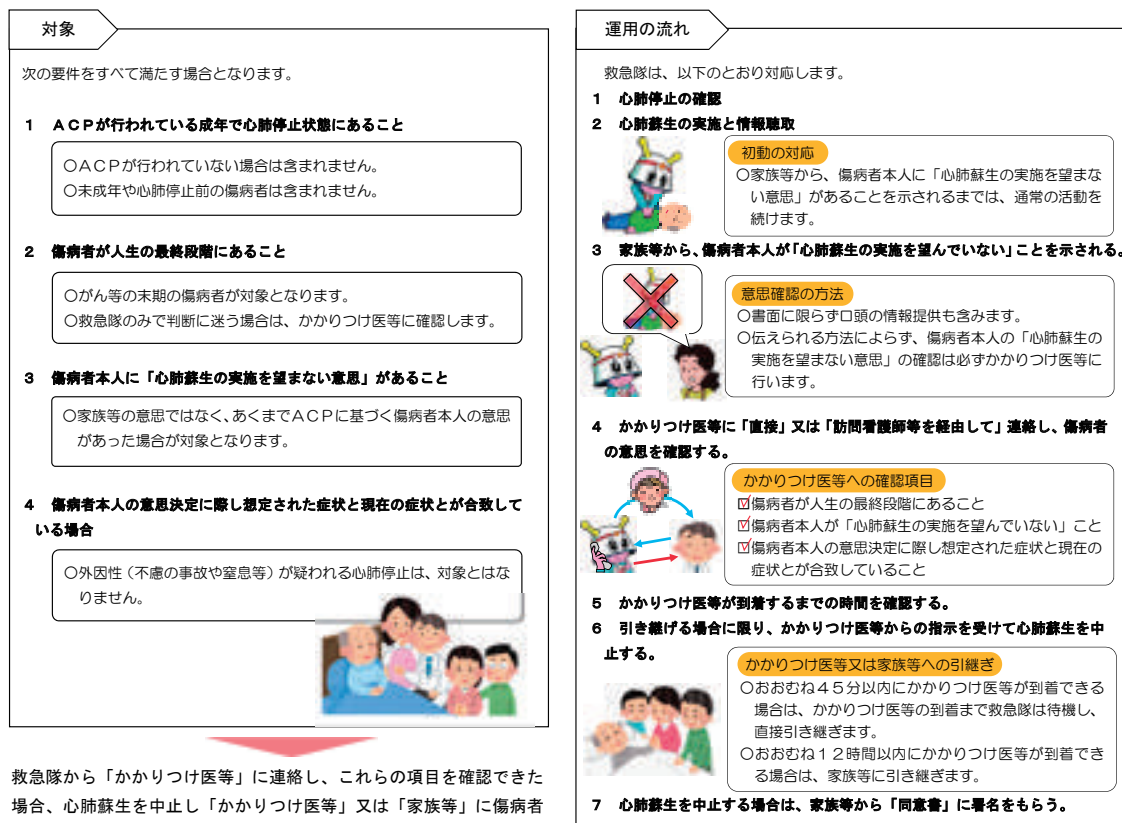 対象
次の要件をすべて満たす場合となります。
1 ACPが行われている成年で心肺停止状態にあること
○ACPが行われていない場合は含まれません。
○未成年や心肺停止前の傷病者は含まれません。
2 傷病者が人生の最終段階にあること
○がん等の末期の傷病者が対象となります。
○救急隊のみで判断に迷う場合は、かかりつけ医等に確認します。
3 傷病者本人に「心肺蘇生の実施を望まない意思」があること
○家族等の意思ではなく、あくまでACPに基づく傷病者本人の意思
があった場合が対象となります。
4 傷病者本人の意思決定に際し想定された症状と現在の症状とが合致して
いる場合
○外因性(不慮の事故や窒息等)が疑われる心肺停止は、対象とはな
りません。
救急隊から「かかりつけ医等」に連絡し、これらの項目を確認できた
場合、心肺蘇生を中止し「かかりつけ医等」又は「家族等」に傷病者
運用の流れ
救急隊は、以下のとおり対応します。
1 心肺停止の確認
2 心肺蘇生の実施と情報聴取
初動の対応
○家族等から、傷病者本人に「心肺蘇生の実施を望まな
い意思」があることを示されるまでは、通常の活動を
続けます。
3 家族等から、傷病者本人が「心肺蘇生の実施を望んでいない」ことを示される。
意思確認の方法
○書面に限らず口頭の情報提供も含みます。
○伝えられる方法によらず、傷病者本人の「心肺蘇生の
実施を望まない意思」の確認は必ずかかりつけ医等に
行います。
4 かかりつけ医等に「直接」又は「訪問看護師等を経由して」連絡し、傷病者
の意思を確認する。
かかりつけ医等への確認項目
☑傷病者が人生の最終段階にあること
☑傷病者本人が「心肺蘇生の実施を望んでいない」こと
☑傷病者本人の意思決定に際し想定された症状と現在の
症状とが合致していること
5 かかりつけ医等が到着するまでの時間を確認する。
6 引き継げる場合に限り、かかりつけ医等からの指示を受けて心肺蘇生を中
止する。
かかりつけ医等又は家族等への引継ぎ
○おおむね45分以内にかかりつけ医等が到着できる
場合は、かかりつけ医等の到着まで救急隊は待機し、
直接引き継ぎます。
○おおむね12時間以内にかかりつけ医等が到着でき
る場合は、家族等に引き継ぎます。
7 心肺蘇生を中止する場合は、家族等から「同意書」に署名をもらう。